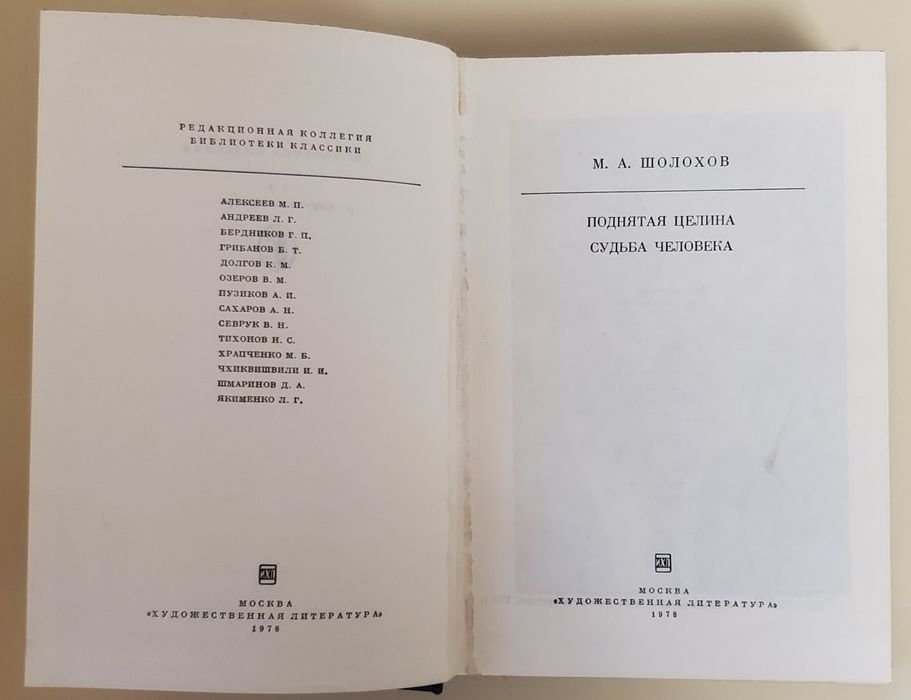 РЕДАКЦИОННАЯ КОЛЛЕГИЯ
БИБЛИОТЕКИ КЛАССИКИ
АЛЕКСЕЕВ М. П.
АНДРЕЕВ Л. Г.
БЕРДНИКОВ Г. П.
ГРИБАНОВ Б. Т.
ДОЛГОВ К. М.
ОЗЕРОВ В. М.
ПУЗИКОВ А. И.
САХАРОВ А. Н.
СЕВРУК В. Н.
ТИХОНОВ Н. С.
ХРАПЧЕНКО М. Б.
ЧХИКВИШВИЛИ И. И.
ШМАРИНОВ Д. А.
ЯКИМЕНКО Л. Г.
МОСКВА
«ХУДОЖЕСТВЕННАЯ ЛИТЕРАТУРА»
1978
М. А. ШОЛОХОВ
ПОДНЯТАЯ ЦЕЛИНА
СУДЬБА ЧЕЛОВЕКА
МОСКВА
«ХУДОЖЕСТВЕННАЯ ЛИТЕРАТУРА»
1978